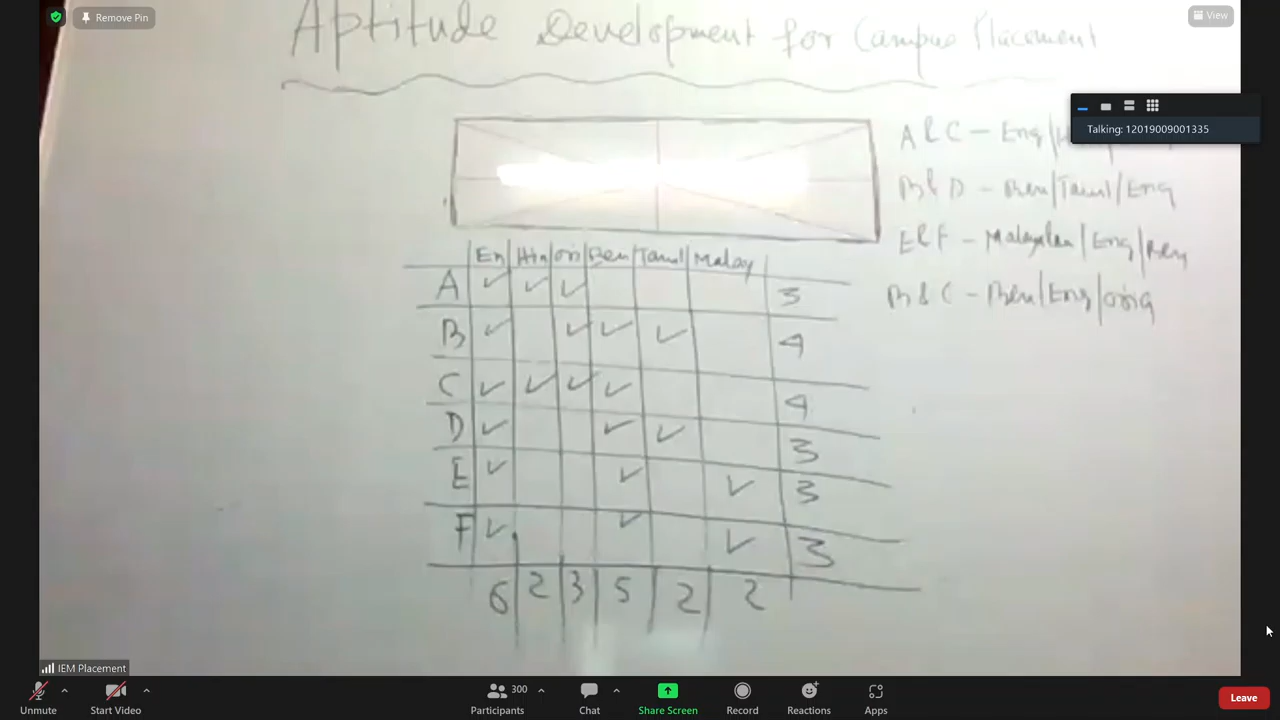 Remove Pin
View
Aptitude Development for Campus Placement
Talking: 12019009001335
A & C - Eng/
B & D - Ben/Tamil/Eng
E & F - Malayalam/Eng/Ben
B & C - Ben/Eng/
En Hin Ori Ben Tamil Malay
A ✓ ✓ ✓ 3
B ✓ ✓ ✓ ✓ 4
C ✓ ✓ ✓ ✓ 4
D ✓ ✓ ✓ 3
E ✓ ✓ ✓ 3
F ✓ ✓ ✓ 3
6 2 3 5 2 2
IEM Placement
Unmute
Start Video
Participants 300
Chat
Share Screen
Record
Reactions
Apps
Leave